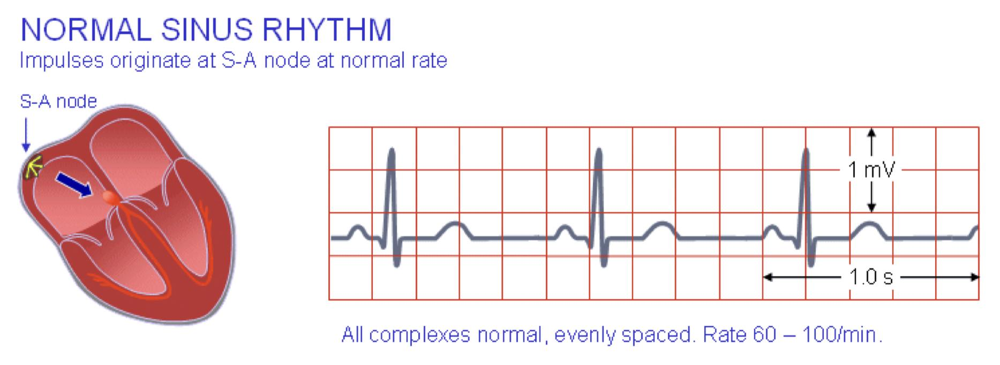 NORMAL SINUS RHYTHM
Impulses originate at S-A node at normal rate
S-A node
1 mV
1.0 s
All complexes normal, evenly spaced. Rate 60 – 100/min.